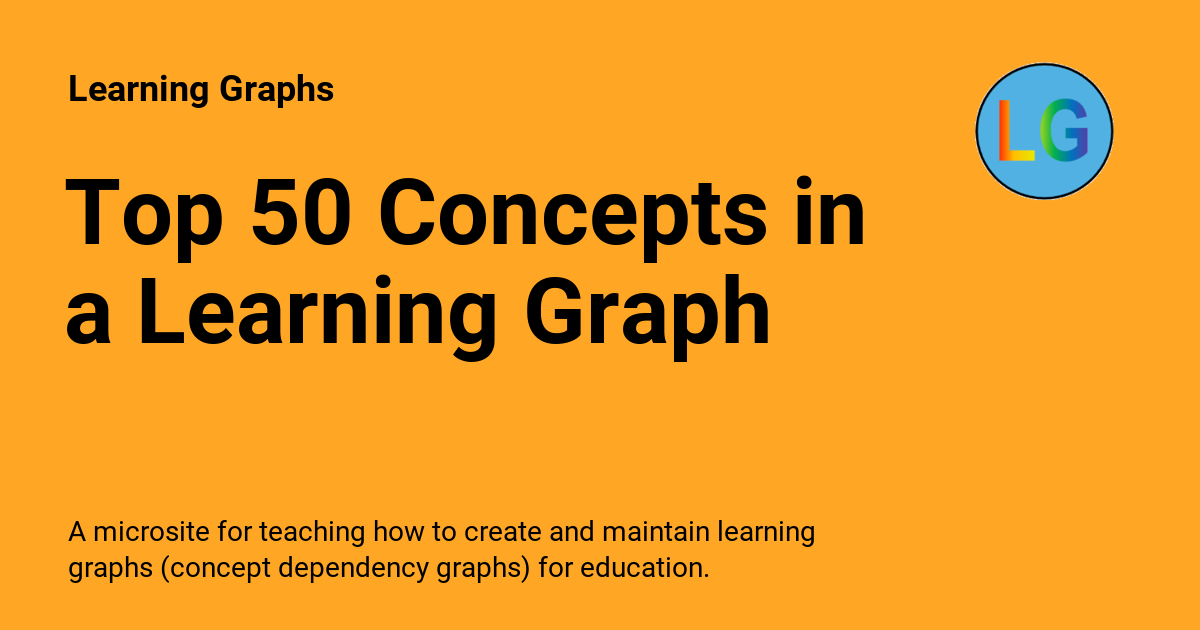 Learning Graphs
LG
Top 50 Concepts in
a Learning Graph
A microsite for teaching how to create and maintain learning
graphs (concept dependency graphs) for education.